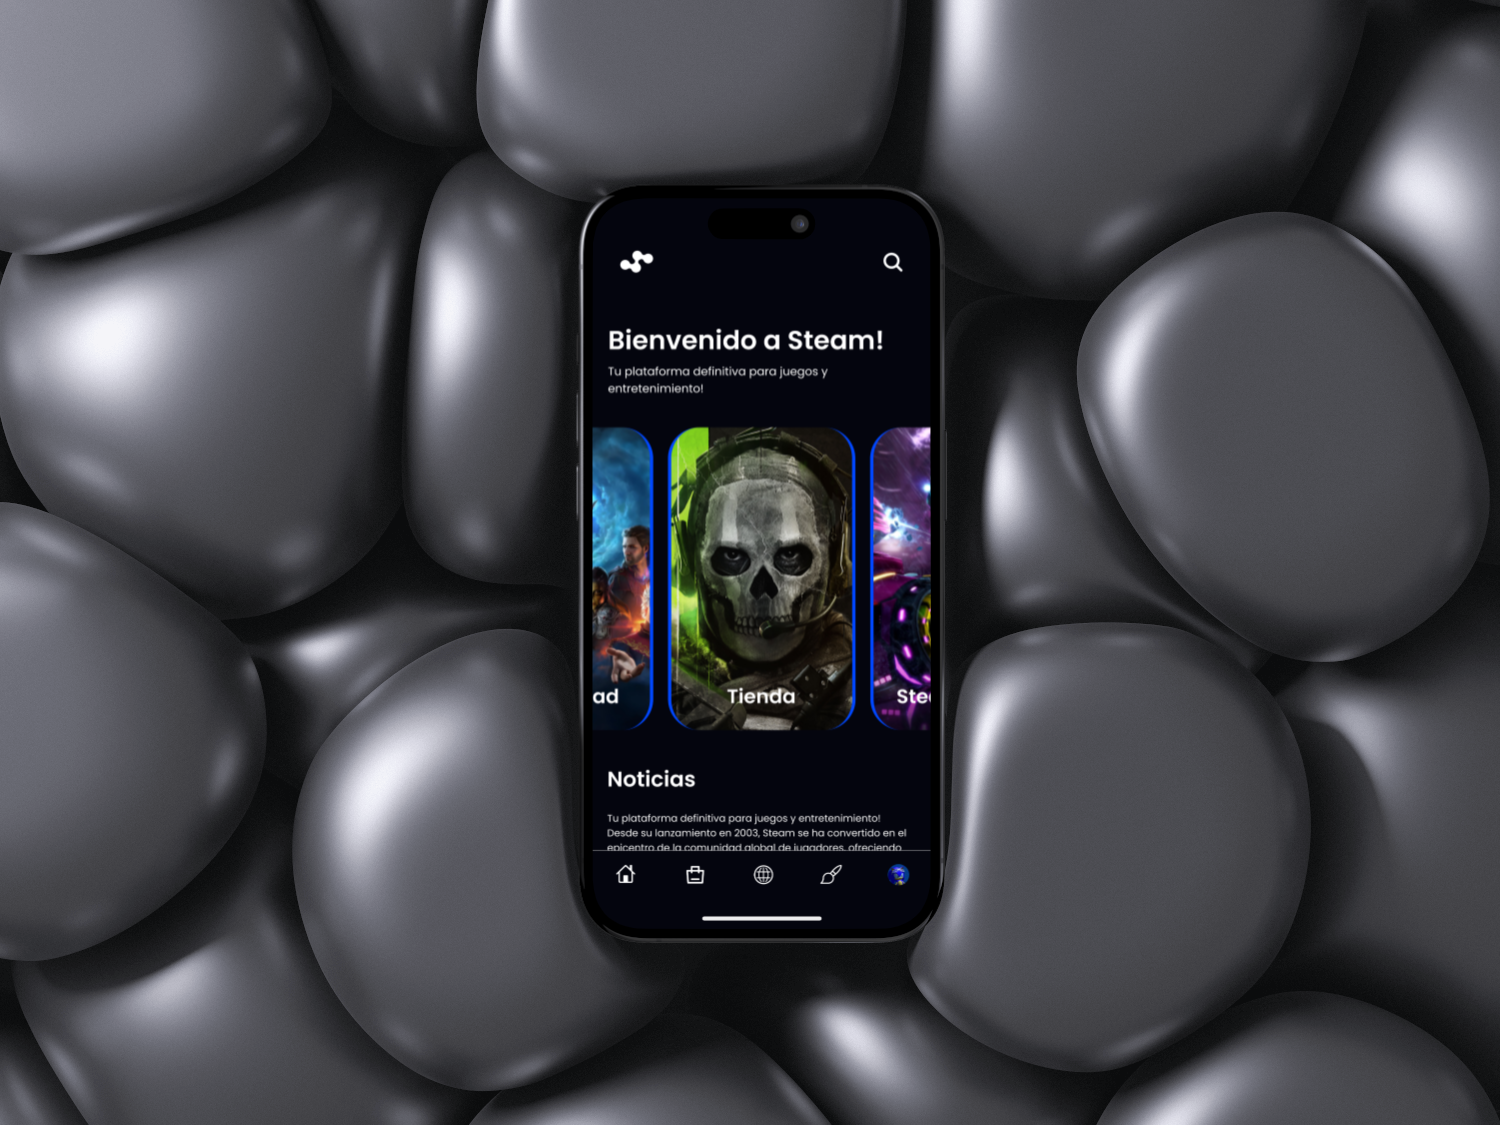 Bienvenido a Steam!
Tu plataforma definitiva para juegos y
entretenimiento!
ad
Tienda
Ste
Noticias
Tu plataforma definitiva para juegos y entretenimiento!
Desde su lanzamiento en 2003, Steam se ha convertido en el
epicentro de la comunidad global de jugadores, ofreciendo